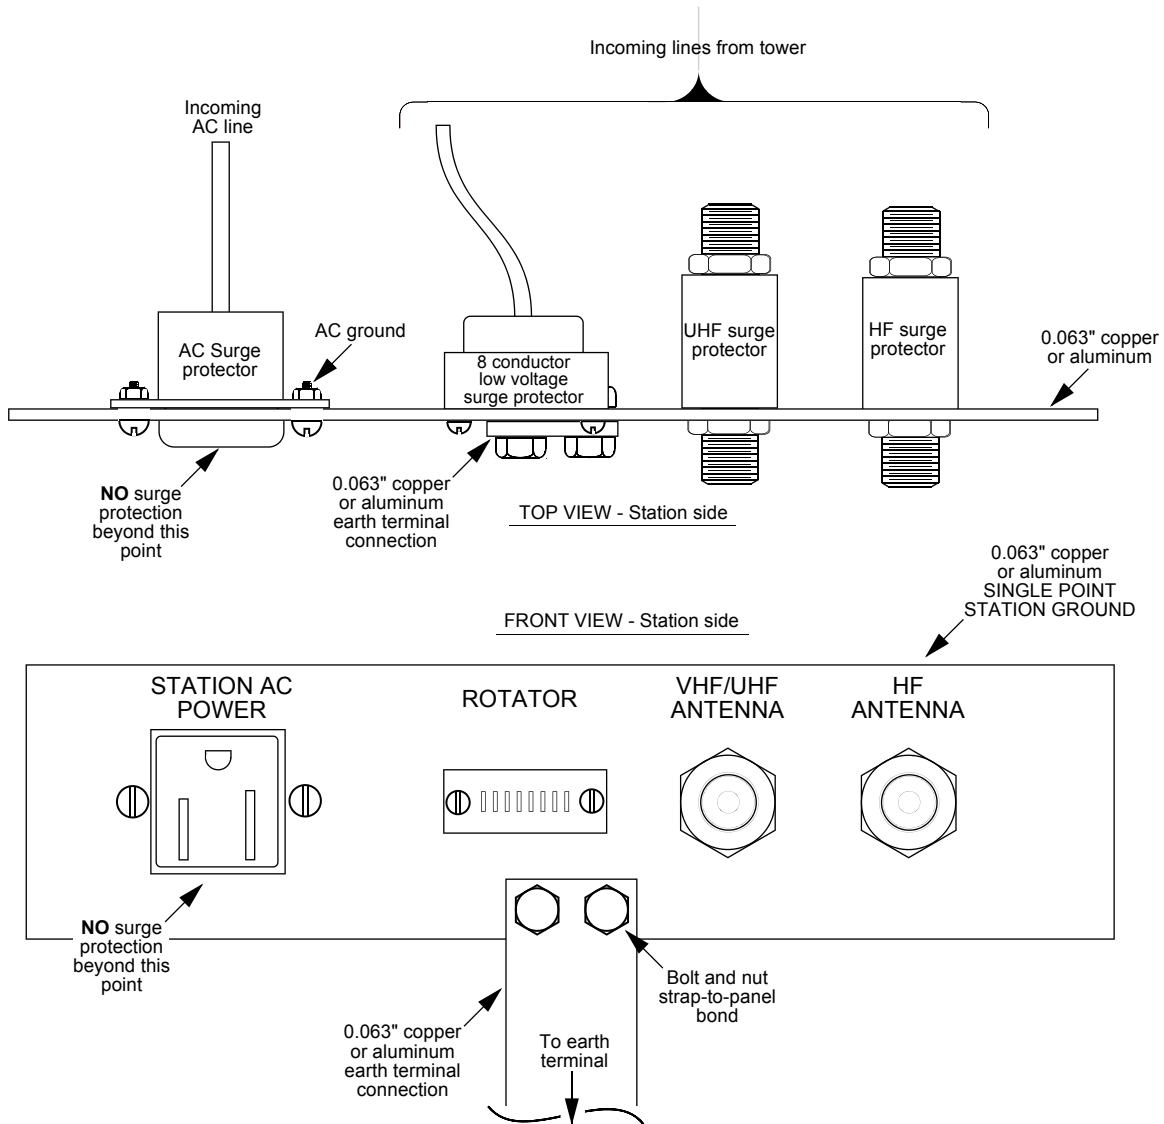 Incoming lines from tower
Incoming
AC line
AC ground
AC Surge
protector
8 conductor
low voltage
surge protector
UHF surge
protector
HF surge
protector
0.063" copper
or aluminum
NO surge
protection
beyond this
point
0.063" copper
or aluminum
earth terminal
connection
TOP VIEW - Station side
0.063" copper
or aluminum
SINGLE POINT
STATION GROUND
FRONT VIEW - Station side
STATION AC
POWER
ROTATOR
VHF/UHF
ANTENNA
HF
ANTENNA
NO surge
protection
beyond this
point
Bolt and nut
strap-to-panel
bond
0.063" copper
or aluminum
earth terminal
connection
To earth
terminal